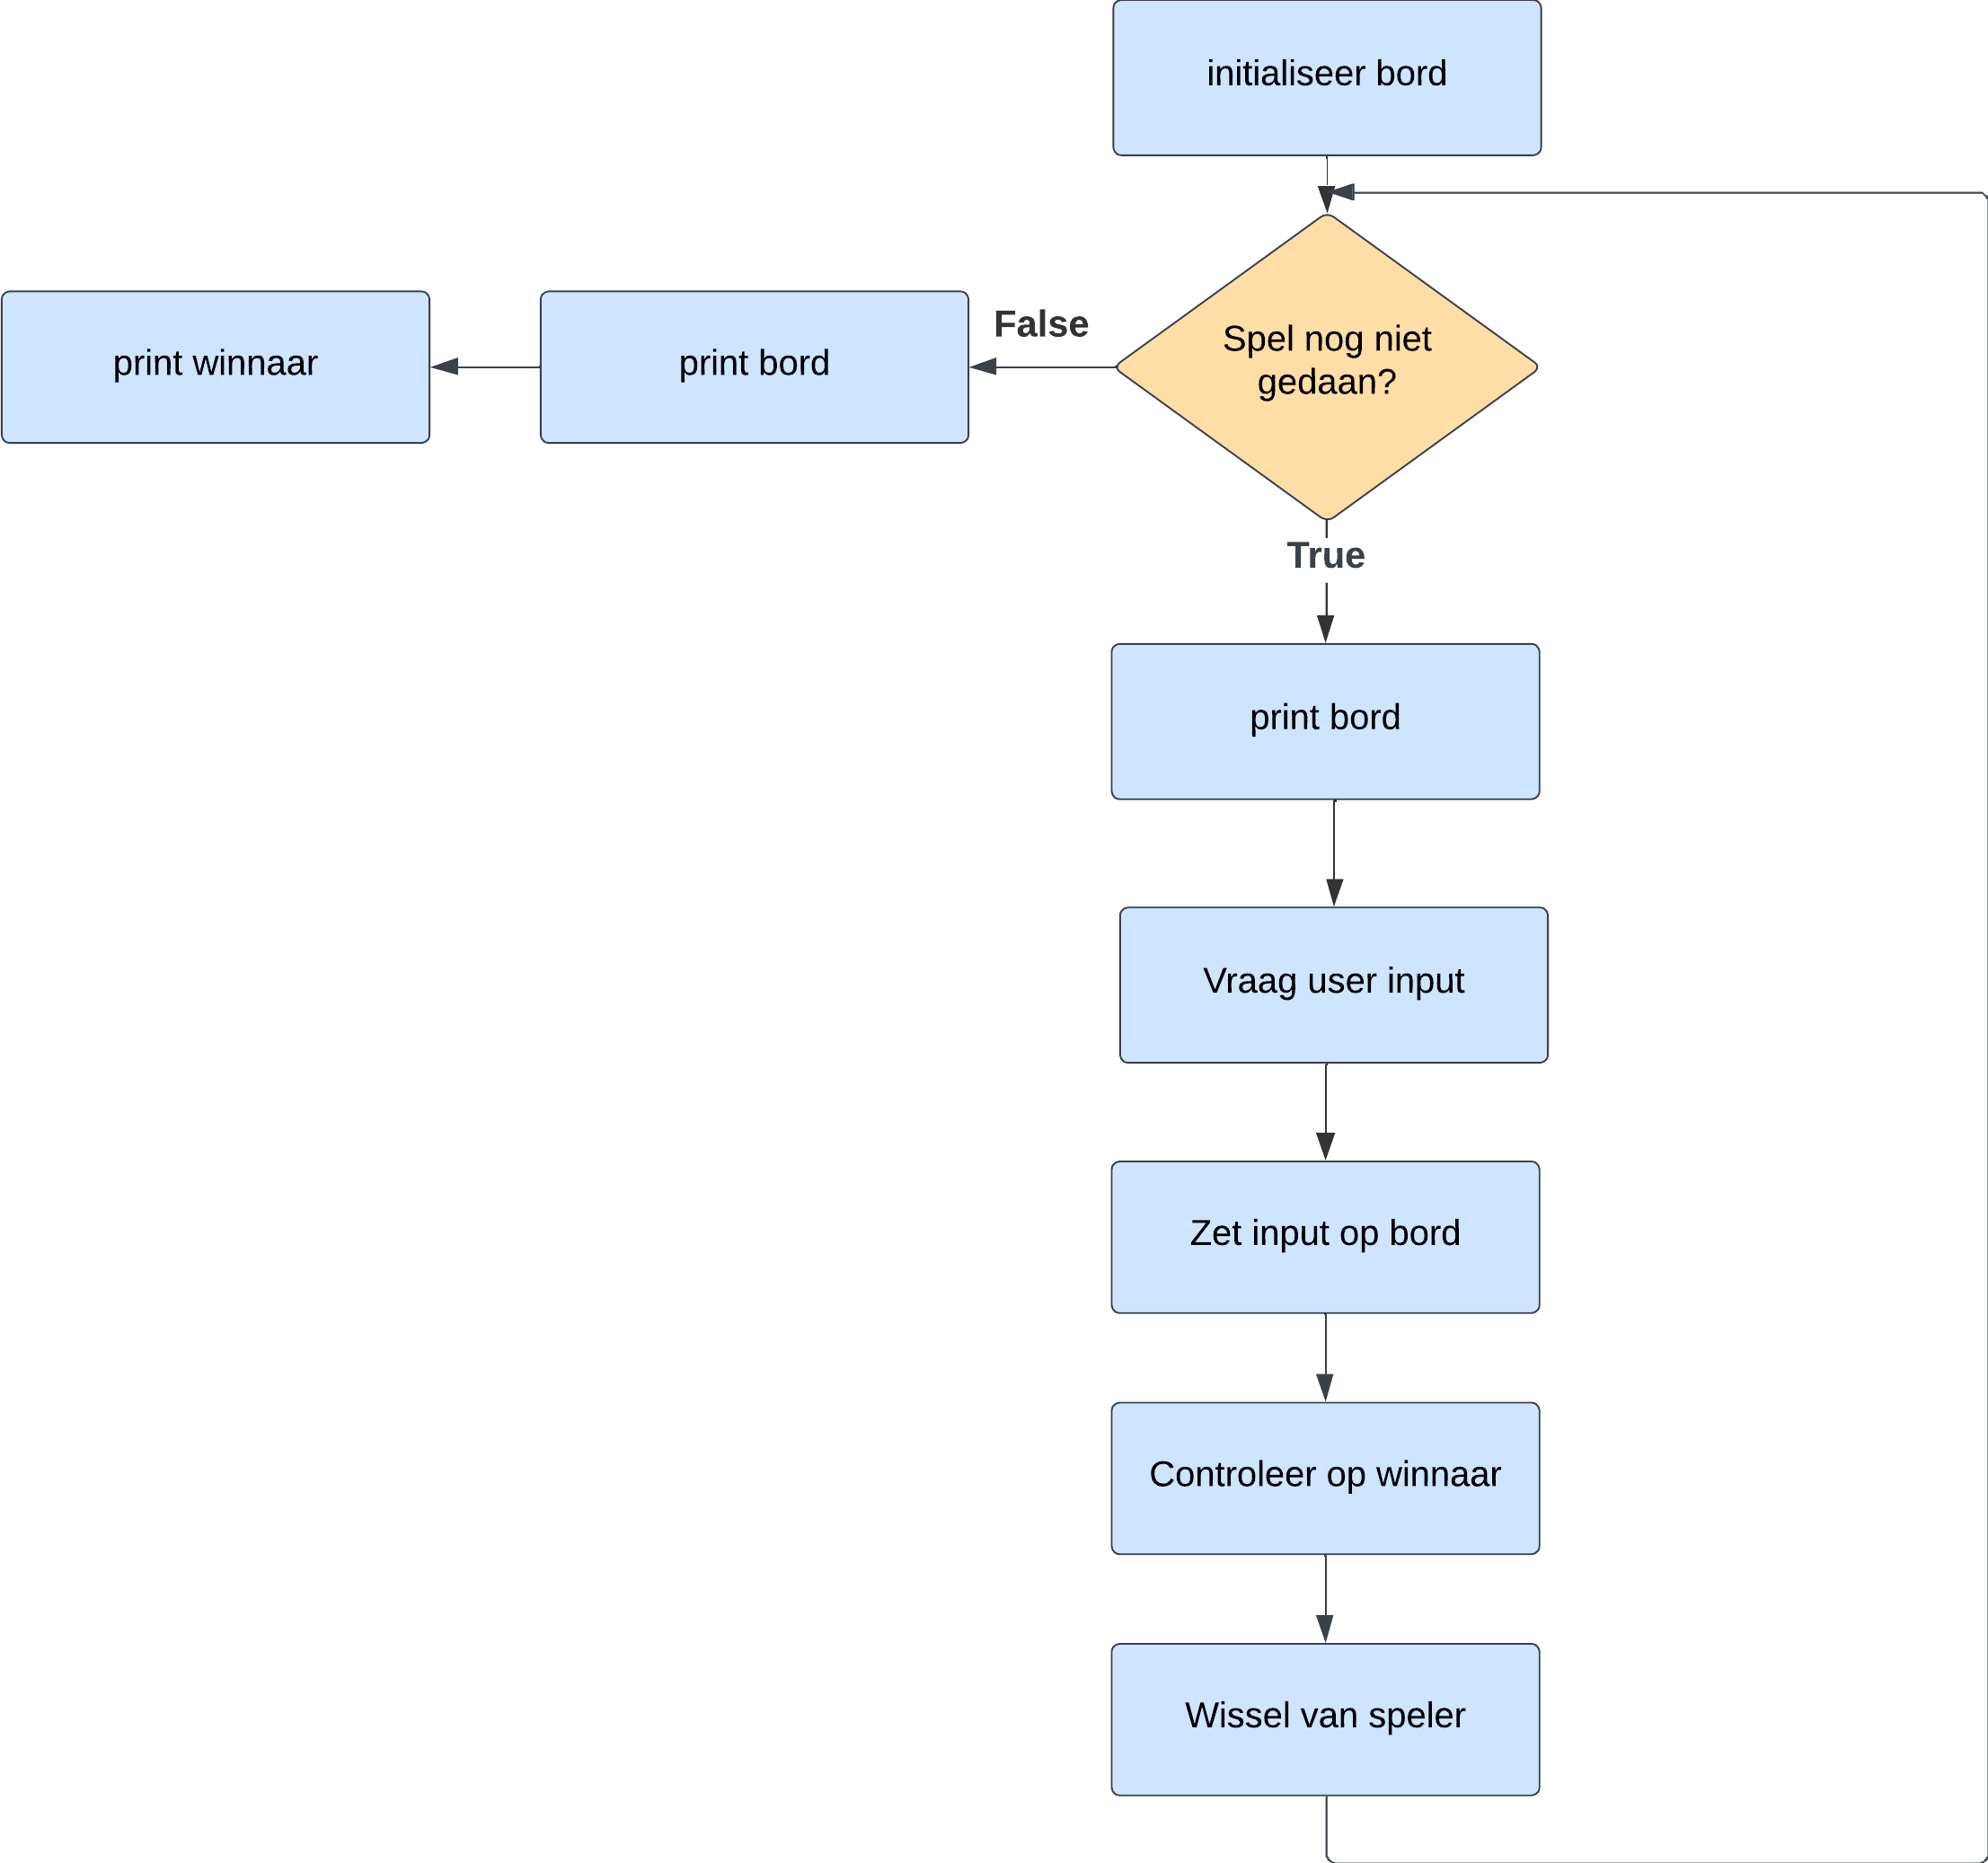 initialiseer bord
Spel nog niet
gedaan?
False
print bord
print winnaar
True
print bord
Vraag user input
Zet input op bord
Controleer op winnaar
Wissel van speler